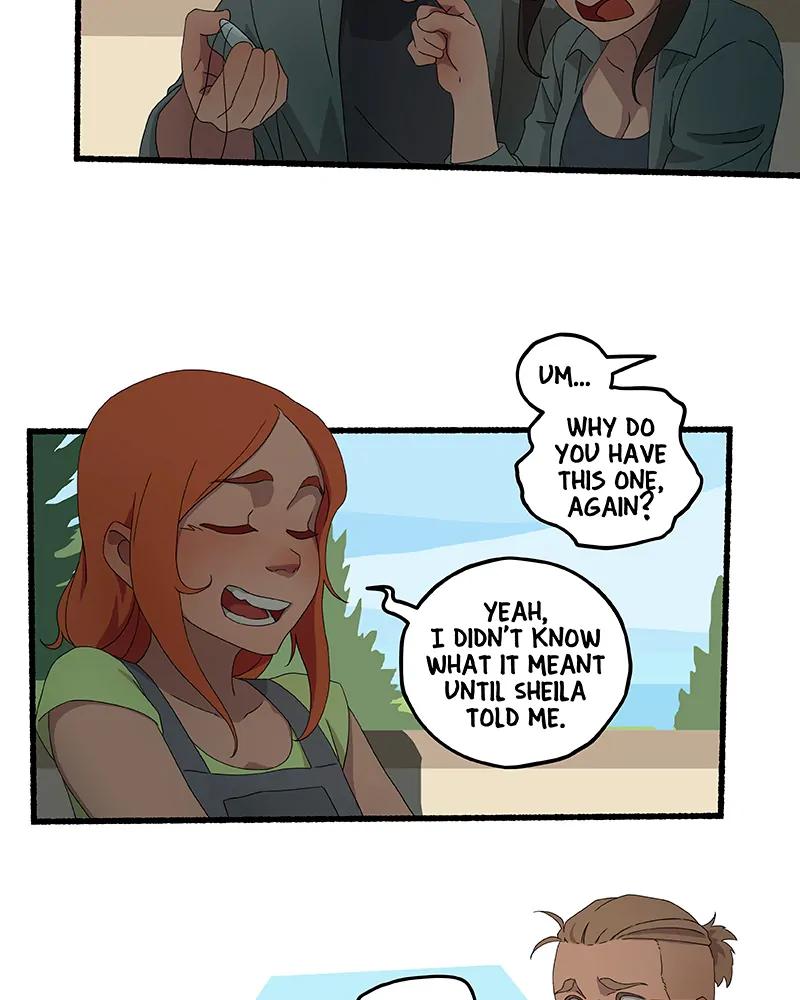 UM...
WHY DO
YOU HAVE
THIS ONE,
AGAIN?
YEAH,
I DIDN'T KNOW
WHAT IT MEANT
UNTIL SHEILA
TOLD ME.